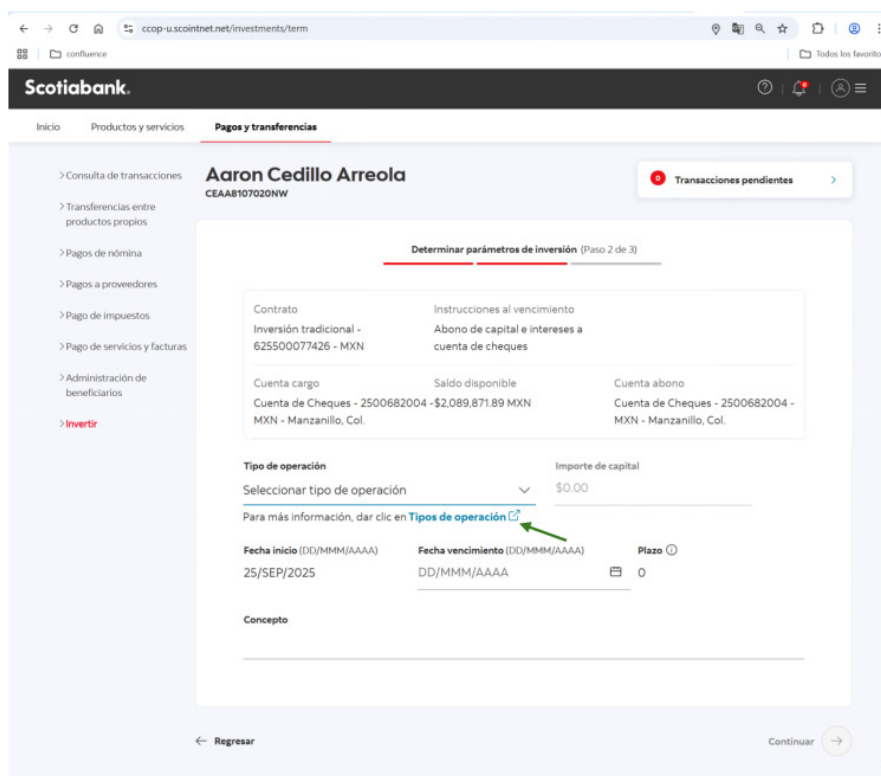 ccop-u.scointnet.net/investments/term
confluence
Todos los favorito
Scotiabank.
Inicio Productos y servicios Pagos y transferencias
Consulta de transacciones
Transferencias entre
productos propios
Pagos de nómina
Pagos a proveedores
Pago de impuestos
Pago de servicios y facturas
Administración de
beneficiarios
Invertir
Aaron Cedillo Arreola
CEAA8107020NW
0 Transacciones pendientes
Determinar parámetros de inversión (Paso 2 de 3)
Contrato Instrucciones al vencimiento
Inversión tradicional - Abono de capital e intereses a
625500077426 - MXN cuenta de cheques
Cuenta cargo Saldo disponible Cuenta abono
Cuenta de Cheques - 2500682004 - $2,089,871.89 MXN Cuenta de Cheques - 2500682004 -
MXN - Manzanillo, Col. MXN - Manzanillo, Col.
Tipo de operación Importe de capital
Seleccionar tipo de operación $0.00
Para más información, dar clic en Tipos de operación
Fecha inicio (DD/MMM/AAAA) Fecha vencimiento (DD/MMM/AAAA) Plazo
25/SEP/2025 DD/MMM/AAAA 0
Concepto
Regresar Continuar